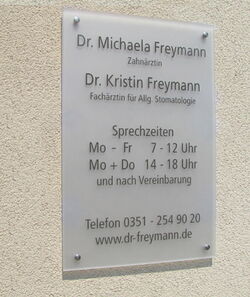 Dr. Michaela Freymann
Zahnärztin
Dr. Kristin Freymann
Fachärztin für Allg. Stomatologie
Sprechzeiten
Mo - Fr 7 - 12 Uhr
Mo + Do 14 - 18 Uhr
und nach Vereinbarung
Telefon 0351 - 254 90 20
www.dr-freymann.de